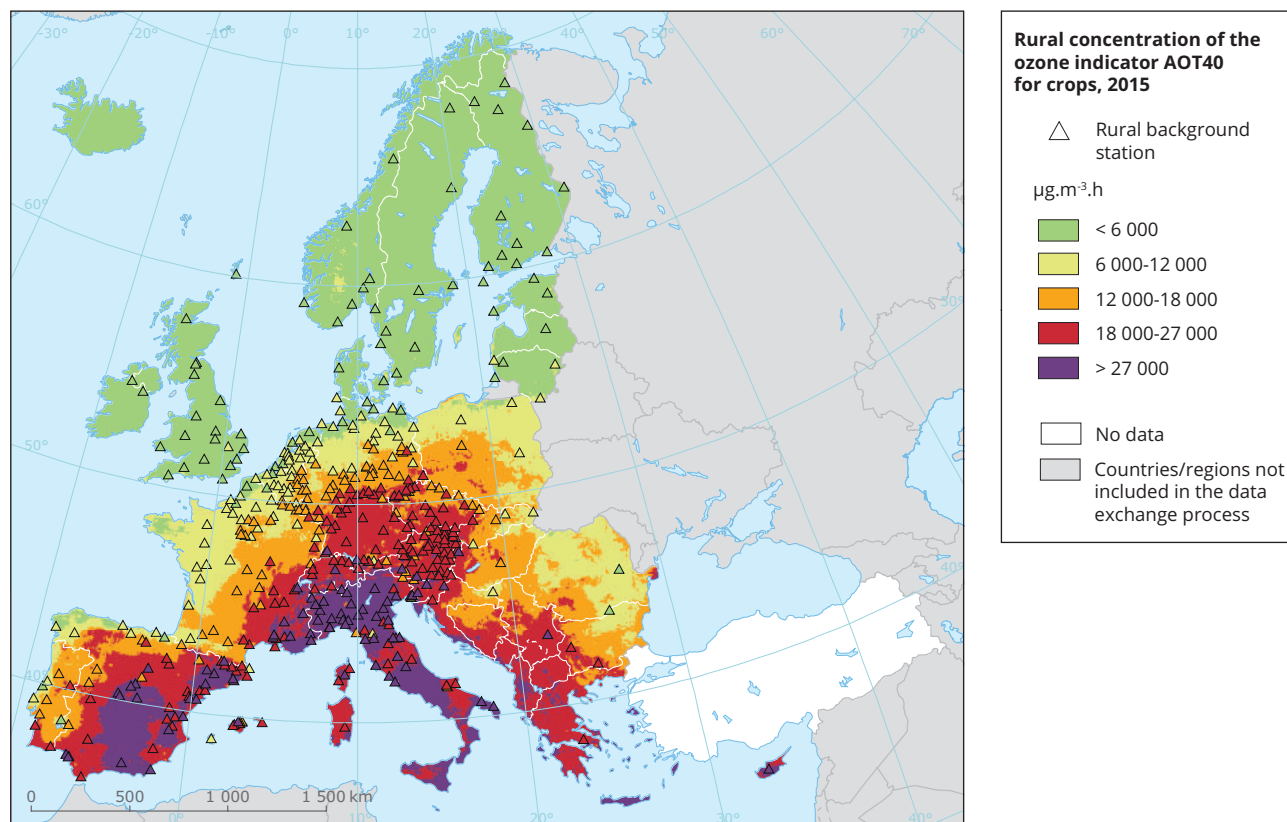 -30°
-20°
-10°
0°
10°
20°
30°
40°
50°
60°
70°
60°
50°
50°
40°
40°
0
500
1 000
1 500 km
0°
10°
20°
30°
40°
Rural concentration of the
ozone indicator AOT40
for crops, 2015
Rural background
station
µg.m-³.h
< 6 000
6 000-12 000
12 000-18 000
18 000-27 000
> 27 000
No data
Countries/regions not
included in the data
exchange process